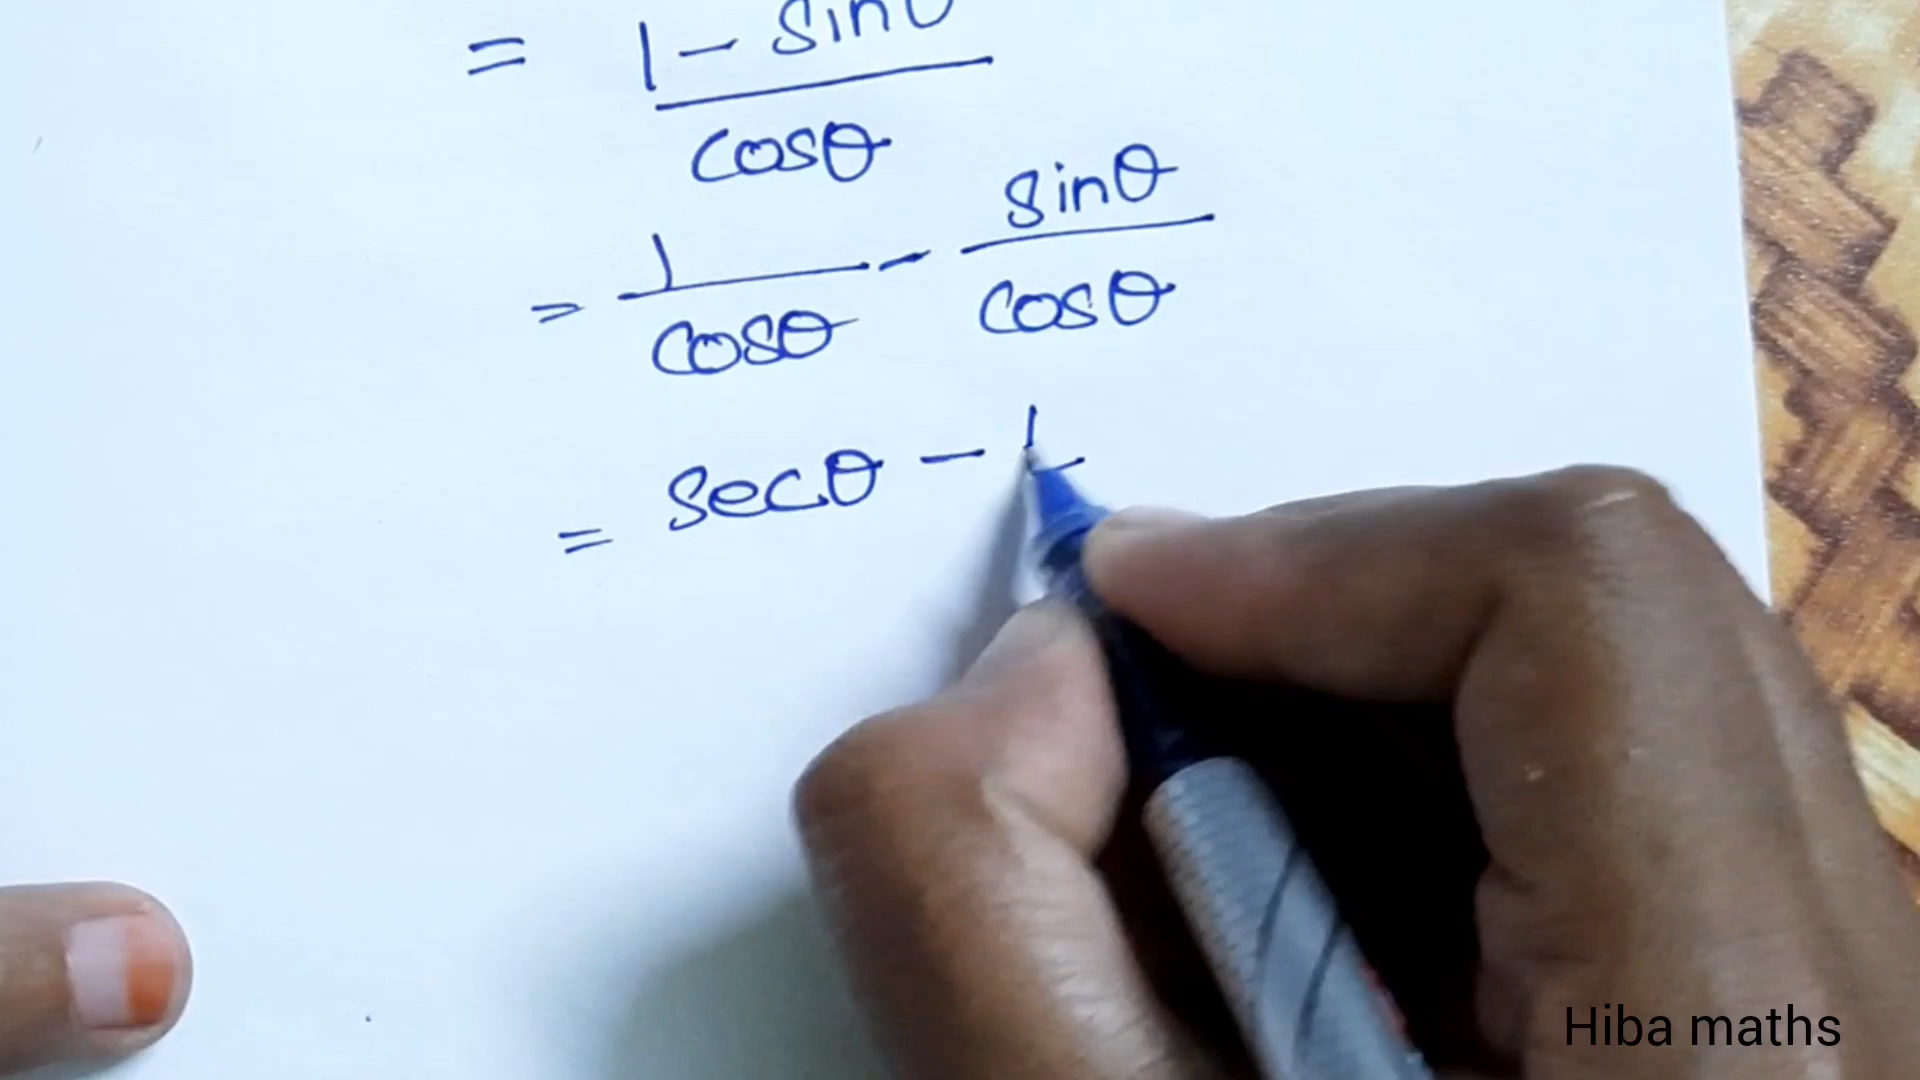 = 1 - sinθ
cosθ
= 1/cosθ - sinθ/cosθ
= secθ -
Hiba maths